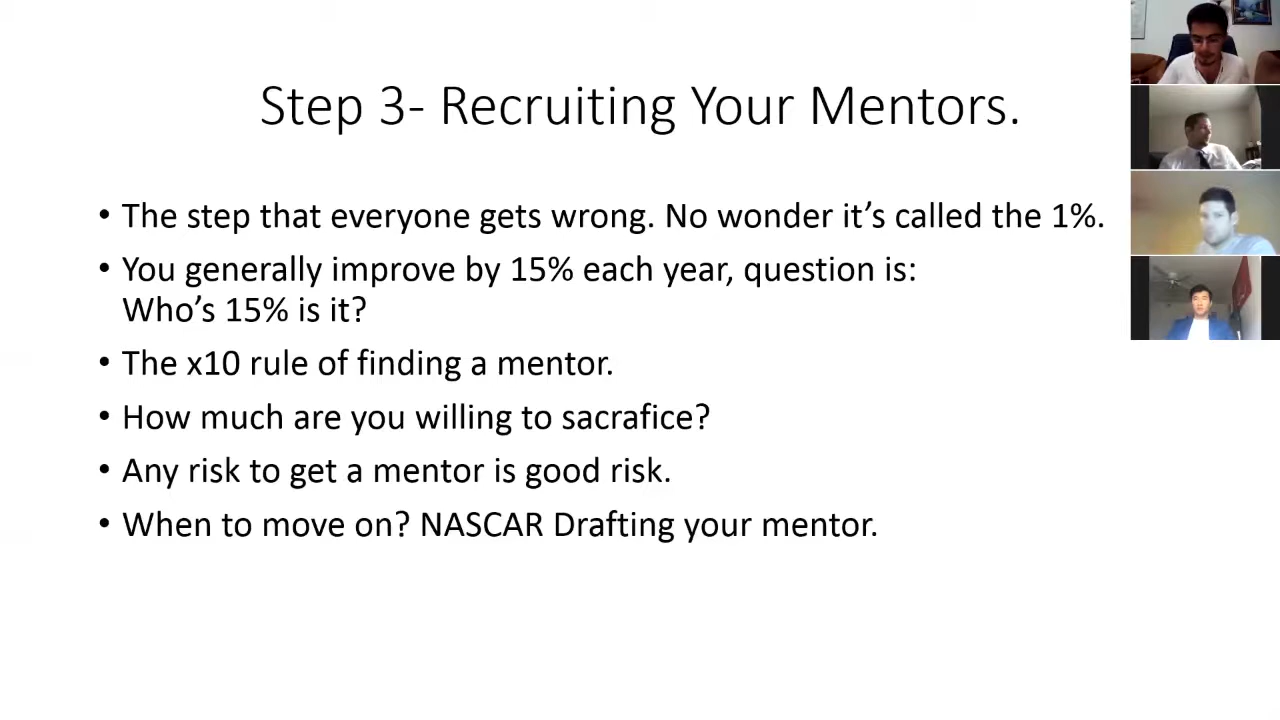 Step 3- Recruiting Your Mentors.
• The step that everyone gets wrong. No wonder it’s called the 1%.
• You generally improve by 15% each year, question is:
Who’s 15% is it?
• The x10 rule of finding a mentor.
• How much are you willing to sacrafice?
• Any risk to get a mentor is good risk.
• When to move on? NASCAR Drafting your mentor.